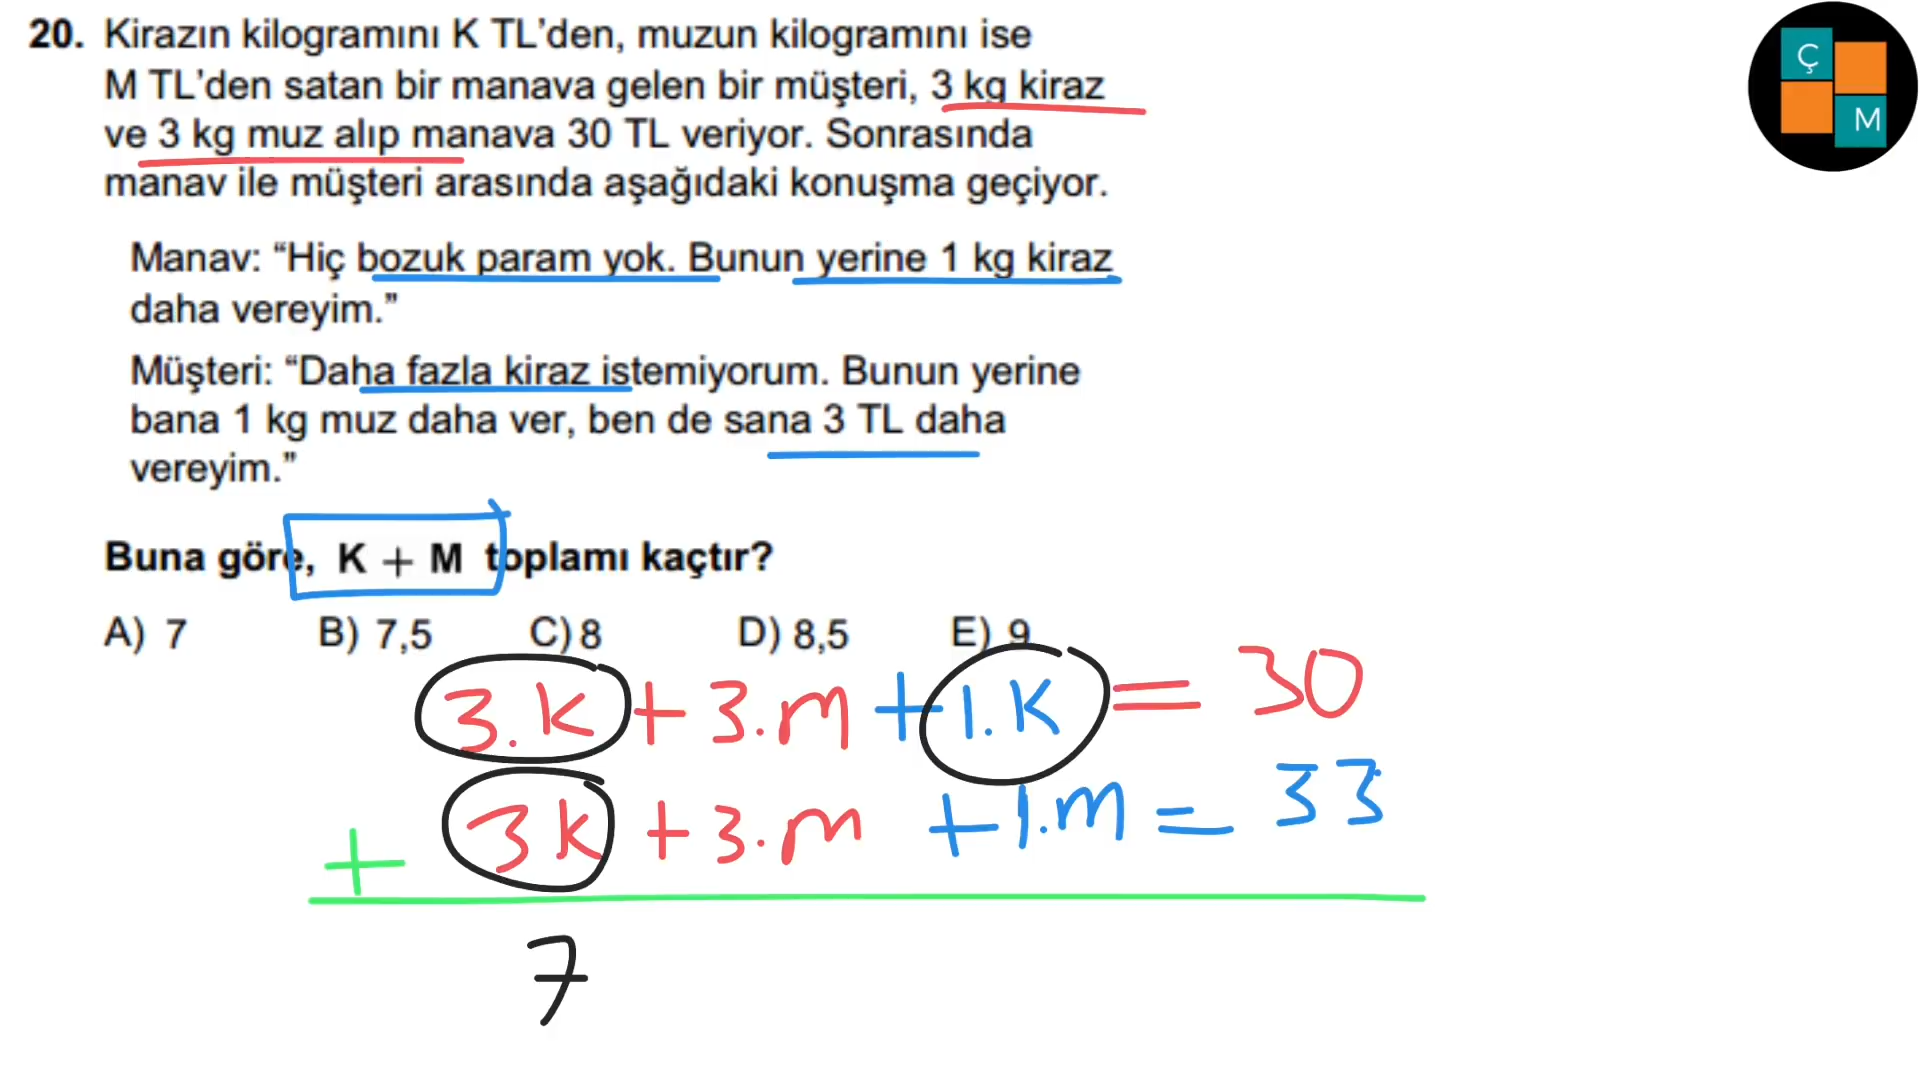 20. Kirazın kilogramını K TL’den, muzun kilogramını ise
M TL’den satan bir manava gelen bir müşteri, 3 kg kiraz
ve 3 kg muz alıp manava 30 TL veriyor. Sonrasında
manav ile müşteri arasında aşağıdaki konuşma geçiyor.
Manav: “Hiç bozuk param yok. Bunun yerine 1 kg kiraz
daha vereyim.”
Müşteri: “Daha fazla kiraz istemiyorum. Bunun yerine
bana 1 kg muz daha ver, ben de sana 3 TL daha
vereyim.”
Buna göre, K + M toplamı kaçtır?
A) 7 B) 7,5 C) 8 D) 8,5 E) 9
3.K + 3.m + 1.K = 30
3K + 3.m + 1.m = 33
+
7
Ç
M